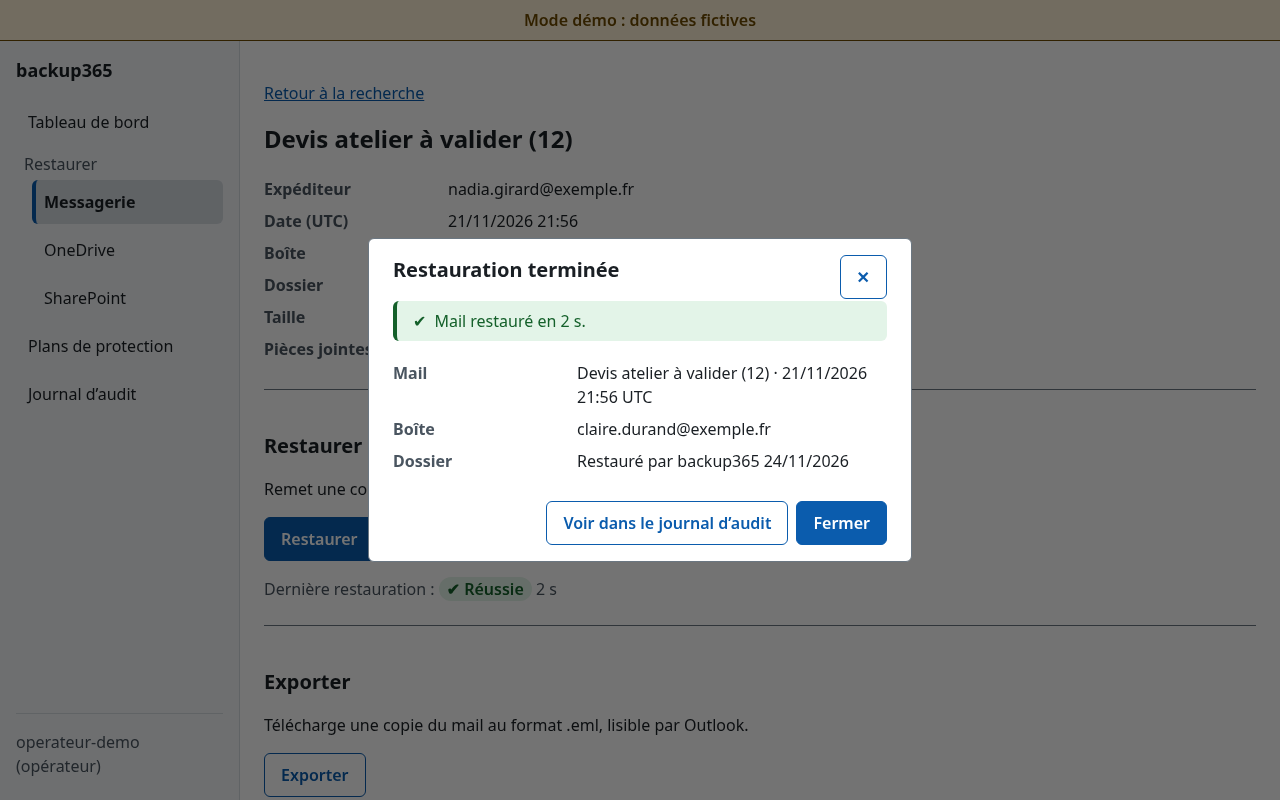 Mode démo : données fictives
backup365
Tableau de bord
Restaurer
Messagerie
OneDrive
SharePoint
Plans de protection
Journal d’audit
operateur-demo
(opérateur)
Retour à la recherche
Devis atelier à valider (12)
Expéditeur nadia.girard@exemple.fr
Date (UTC) 21/11/2026 21:56
Boîte
Dossier
Taille
Pièces jointes
Restaurer
Remet une co
Restaurer
Dernière restauration : ✔ Réussie 2 s
Exporter
Télécharge une copie du mail au format .eml, lisible par Outlook.
Exporter
Restauration terminée
×
✔ Mail restauré en 2 s.
Mail Devis atelier à valider (12) · 21/11/2026
21:56 UTC
Boîte claire.durand@exemple.fr
Dossier Restauré par backup365 24/11/2026
Voir dans le journal d’audit
Fermer